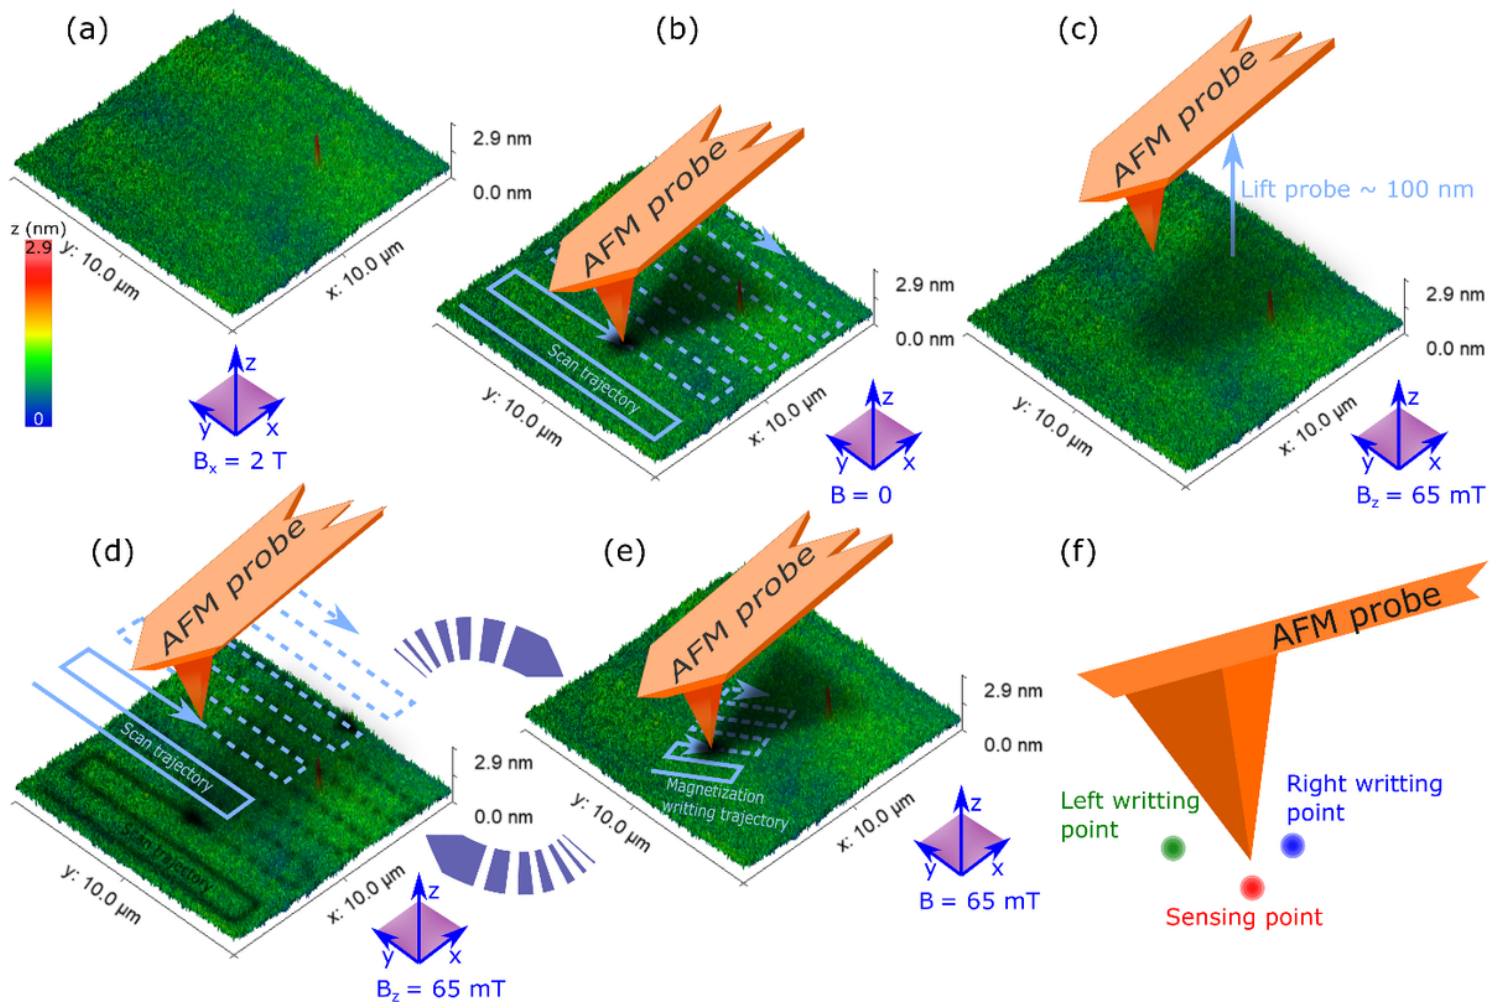 (a)
2.9 nm
0.0 nm
z (nm)
2.9
0
y: 10.0 µm
x: 10.0 µm
z
y
x
Bx = 2 T
(b)
AFM probe
Scan trajectory
2.9 nm
0.0 nm
y: 10.0 µm
x: 10.0 µm
z
y
x
B = 0
(c)
AFM probe
Lift probe ~ 100 nm
2.9 nm
0.0 nm
y: 10.0 µm
x: 10.0 µm
z
y
x
Bz = 65 mT
(d)
AFM probe
Scan trajectory
Scan trajectory
2.9 nm
0.0 nm
y: 10.0 µm
x: 10.0 µm
z
y
x
Bz = 65 mT
(e)
AFM probe
Magnetization
writting trajectory
2.9 nm
0.0 nm
y: 10.0 µm
x: 10.0 µm
z
y
x
B = 65 mT
(f)
AFM probe
Left writting
point
Right writting
point
Sensing point